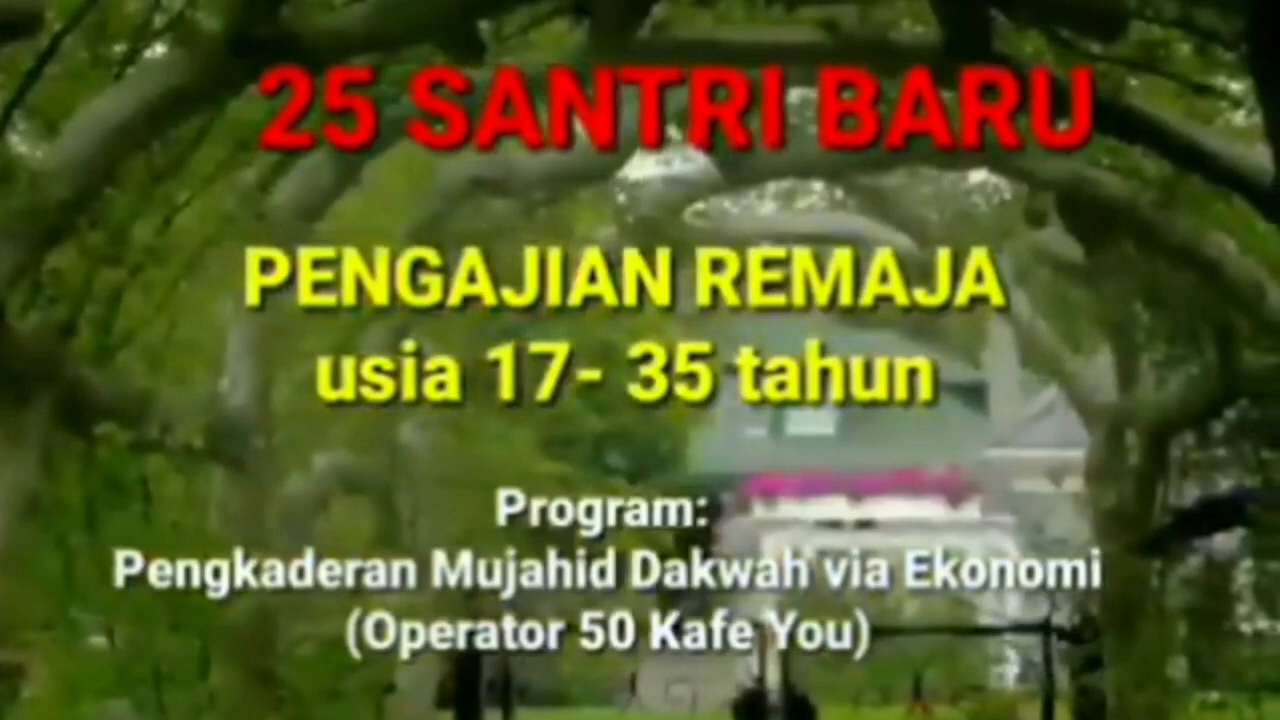 25 SANTRI BARU
PENGAJIAN REMAJA
usia 17- 35 tahun
Program:
Pengkaderan Mujahid Dakwah via Ekonomi
(Operator 50 Kafe You)